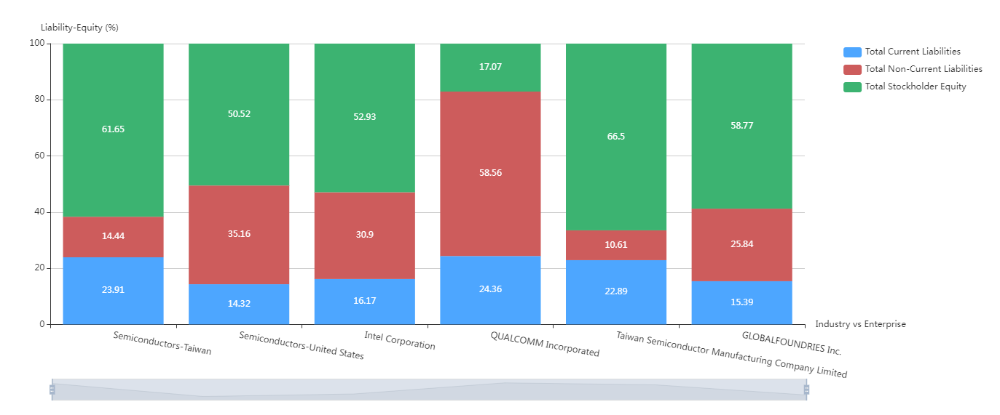 Liability-Equity (%)
100
80
60
40
20
0
61.65
50.52
52.93
17.07
66.5
58.77
14.44
35.16
30.9
58.56
10.61
25.84
23.91
14.32
16.17
24.36
22.89
15.39
Semiconductors-Taiwan
Semiconductors-United States
Intel Corporation
QUALCOMM Incorporated
Taiwan Semiconductor Manufacturing Company Limited
GLOBALFOUNDRIES Inc.
Industry vs Enterprise
Total Current Liabilities
Total Non-Current Liabilities
Total Stockholder Equity